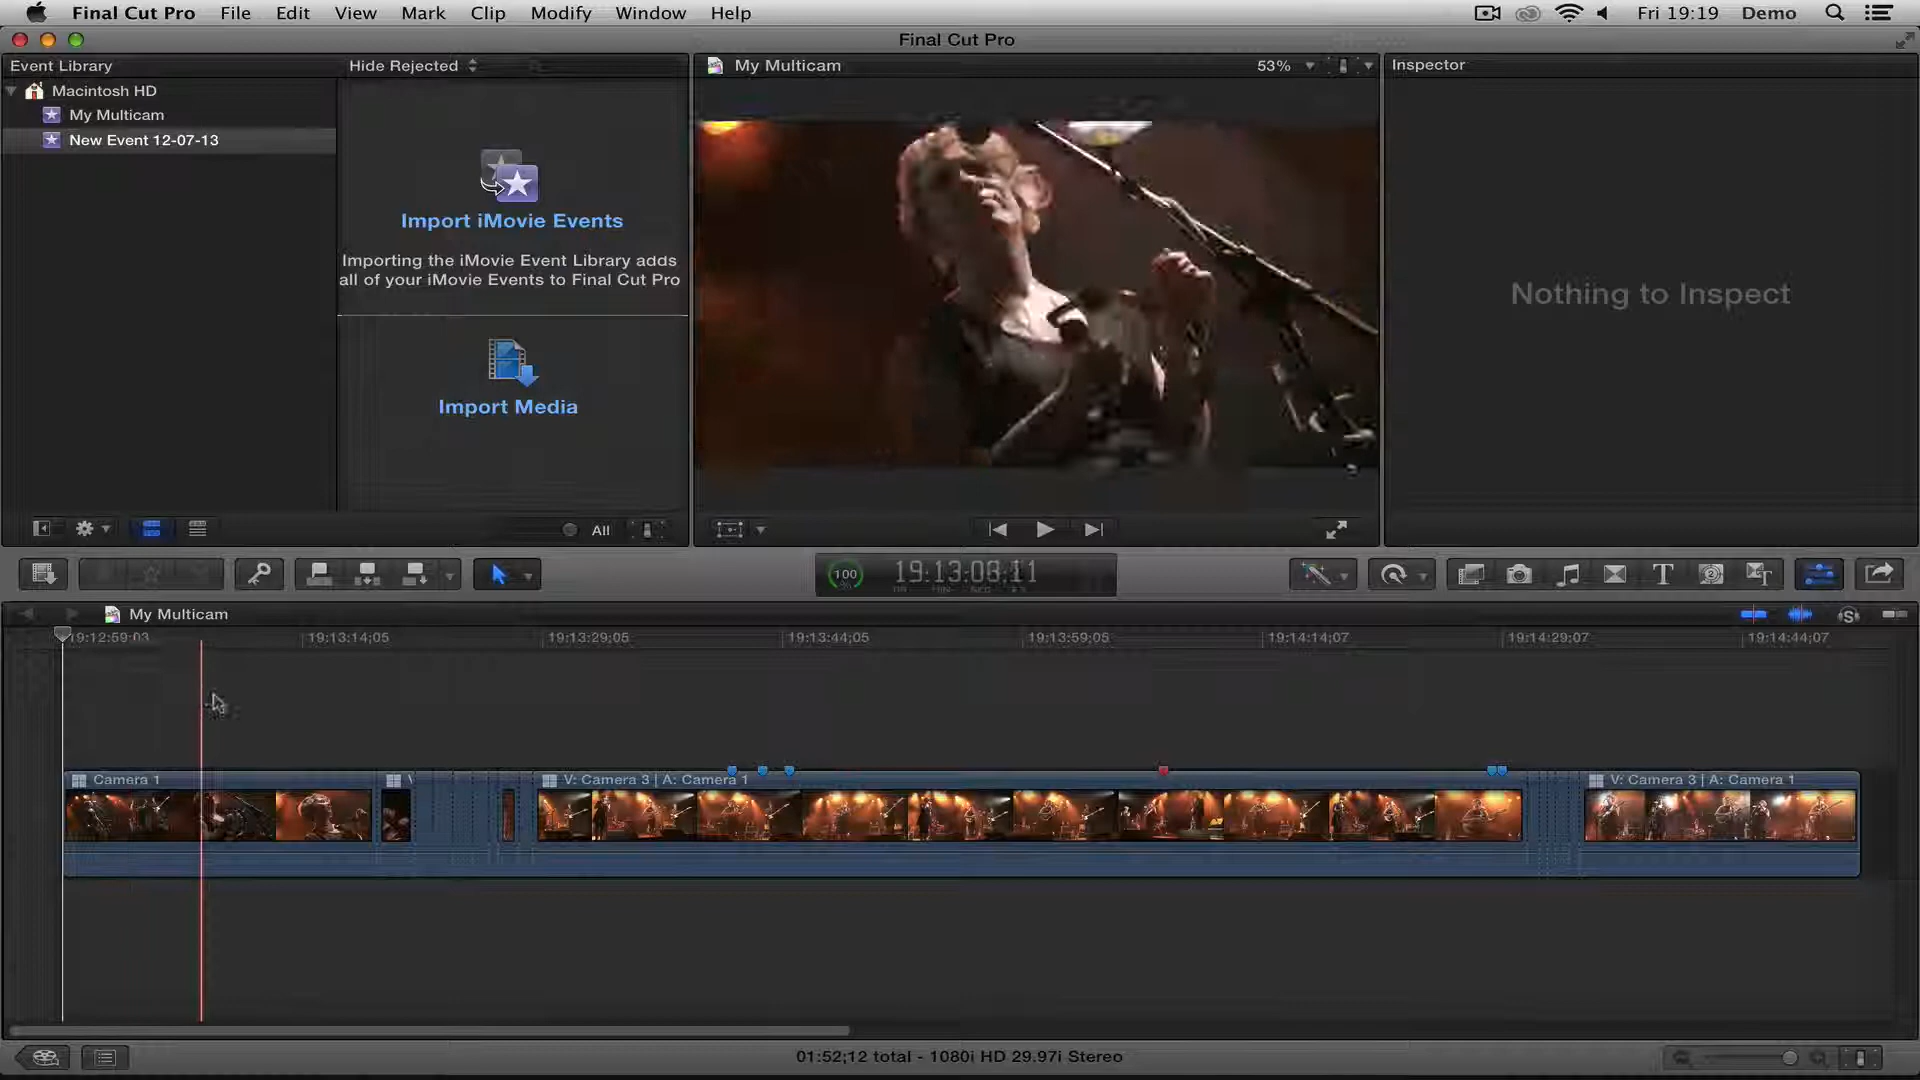 Final Cut Pro File Edit View Mark Clip Modify Window Help Fri 19:19 Demo
Final Cut Pro
Event Library Hide Rejected My Multicam 53% Inspector
Macintosh HD
My Multicam
New Event 12-07-13
Import iMovie Events
Importing the iMovie Event Library adds
all of your iMovie Events to Final Cut Pro
Import Media
Nothing to Inspect
All
100 19:13:08:11
My Multicam
19:12:59;03 19:13:14;05 19:13:29;05 19:13:44;05 19:13:59;05 19:14:14;07 19:14:29;07 19:14:44;07
Camera 1 V: Camera 3 | A: Camera 1 V: Camera 3 | A: Camera 1
01:52;12 total - 1080i HD 29.97i Stereo